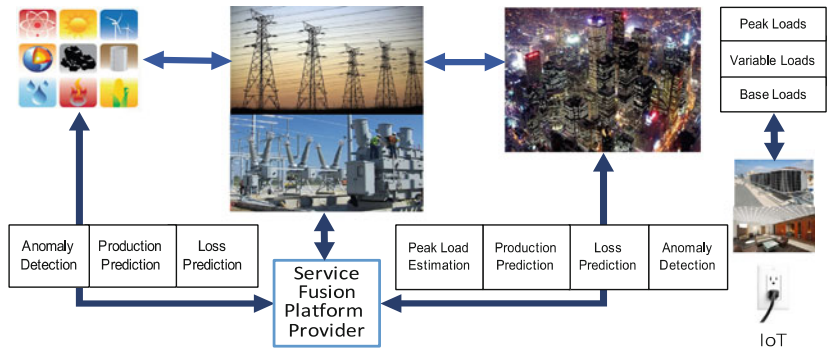 Peak Loads
Variable Loads
Base Loads
Anomaly
Detection
Production
Prediction
Loss
Prediction
Service
Fusion
Platform
Provider
Peak Load
Estimation
Production
Prediction
Loss
Prediction
Anomaly
Detection
IoT